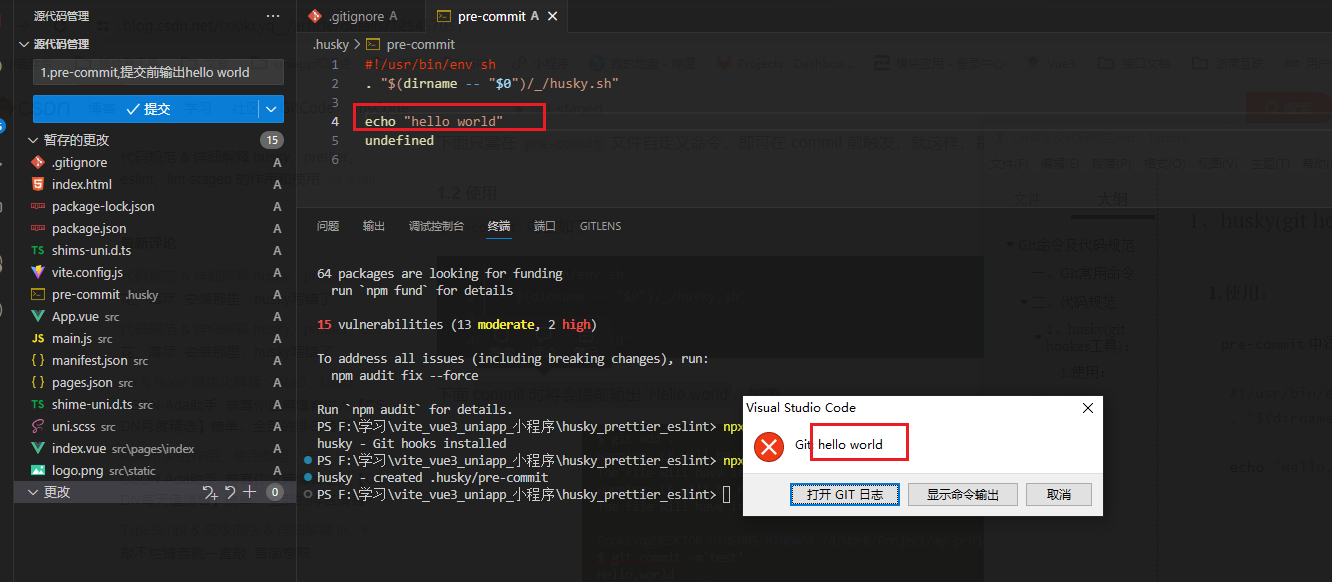 源代码管理 ···
源代码管理
1.pre-commit,提交前输出hello world
提交
暂存的更改 15
.gitignore A
index.html A
package-lock.json A
package.json A
shims-uni.d.ts A
vite.config.js A
pre-commit .husky A
App.vue src A
main.js src A
manifest.json src A
pages.json src A
shime-uni.d.ts src A
uni.scss src A
index.vue src\pages\index A
logo.png src\static A
更改 0
.gitignore A
pre-commit A
.husky > pre-commit
1 #!/usr/bin/env sh
2 . "$(dirname -- "$0")/_/husky.sh"
3
4 echo "hello world"
5 undefined
6
问题 输出 调试控制台 终端 端口 GITLENS
64 packages are looking for funding
run `npm fund` for details
15 vulnerabilities (13 moderate, 2 high)
To address all issues (including breaking changes), run:
npm audit fix --force
Run `npm audit` for details.
PS F:\学习\vite_vue3_uniapp_小程序\husky_prettier_eslint> npx
husky - Git hooks installed
PS F:\学习\vite_vue3_uniapp_小程序\husky_prettier_eslint> npx
husky - created .husky/pre-commit
PS F:\学习\vite_vue3_uniapp_小程序\husky_prettier_eslint>
Visual Studio Code
Git: hello world
打开 GIT 日志
显示命令输出
取消